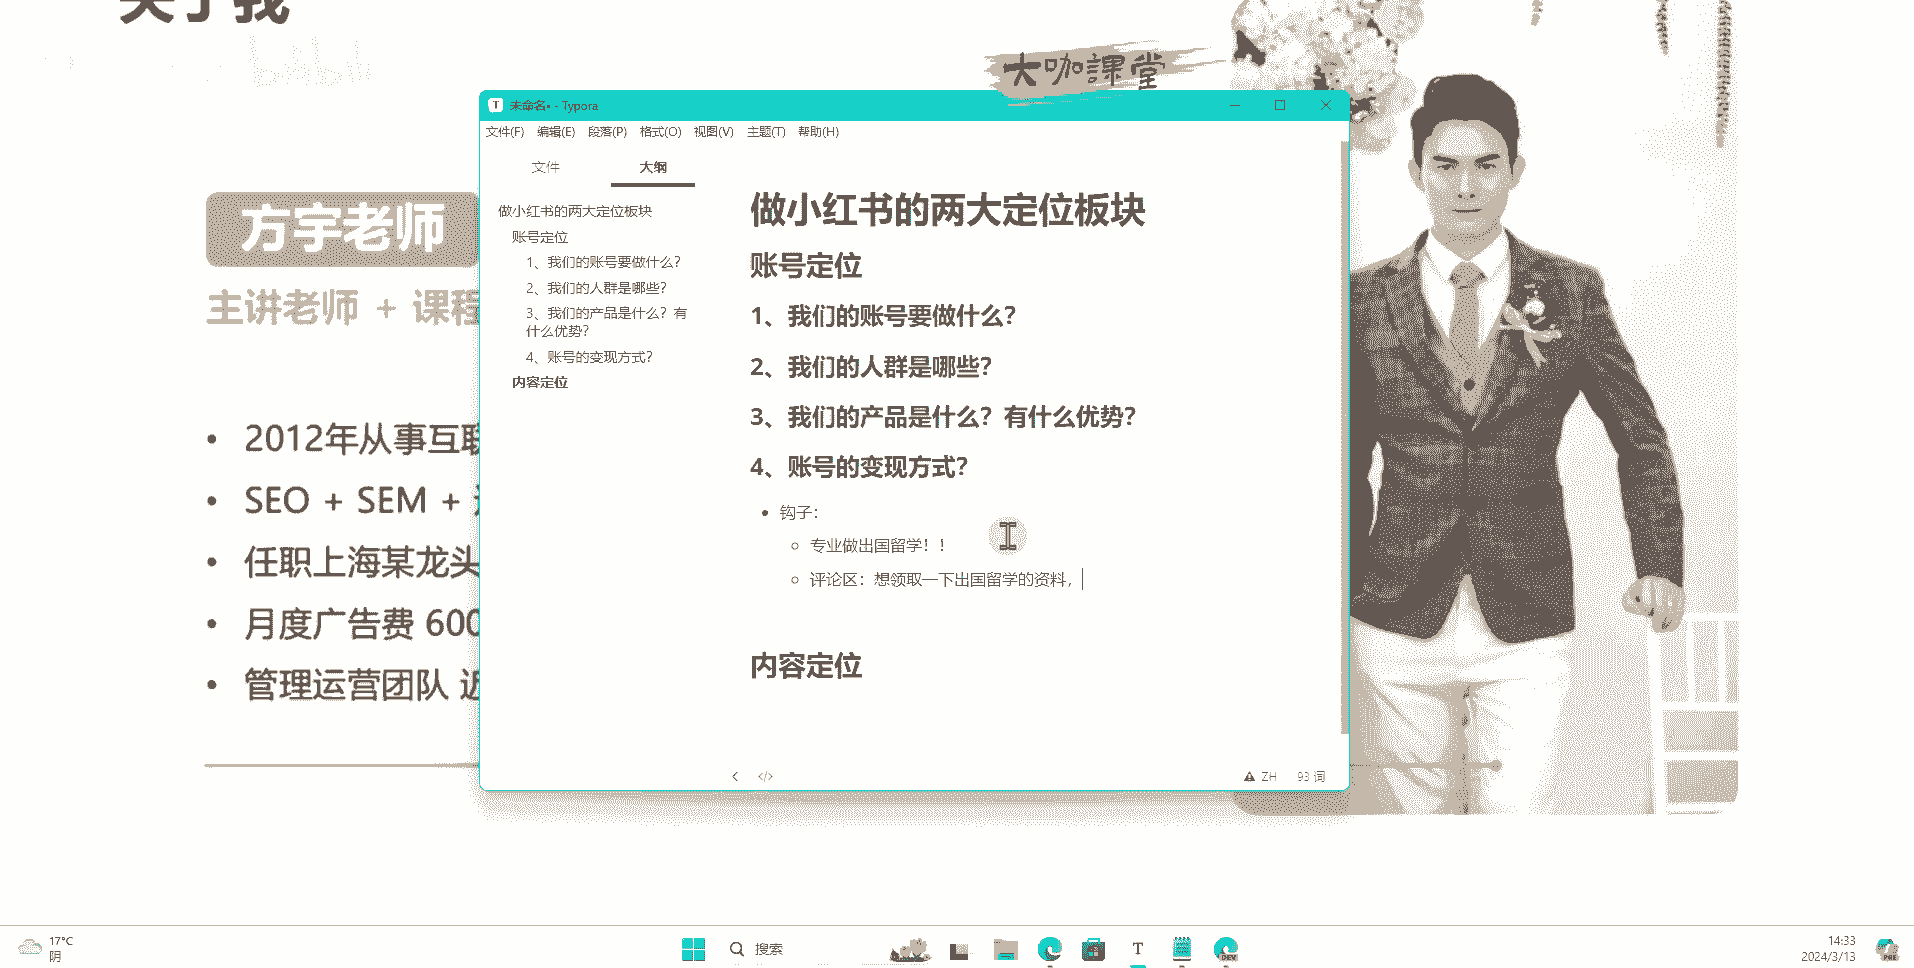 关于我
bilibili
大咖課堂
未命名• - Typora
文件(F) 编辑(E) 段落(P) 格式(O) 视图(V) 主题(T) 帮助(H)
文件 大纲
做小红书的两大定位板块
账号定位
1、我们的账号要做什么？
2、我们的人群是哪些？
3、我们的产品是什么？有
什么优势？
4、账号的变现方式？
内容定位
做小红书的两大定位板块
账号定位
1、我们的账号要做什么？
2、我们的人群是哪些？
3、我们的产品是什么？有什么优势？
4、账号的变现方式？
钩子：
专业做出国留学！！
评论区：想领取一下出国留学的资料，
内容定位
</> ZH 93 词
方宇老师
主讲老师 + 课程
• 2012年从事互联
• SEO + SEM +
• 任职上海某龙头
• 月度广告费 600
• 管理运营团队 近
17°C
阴
搜索
T
DEV
14:33
2024/3/13
PRE